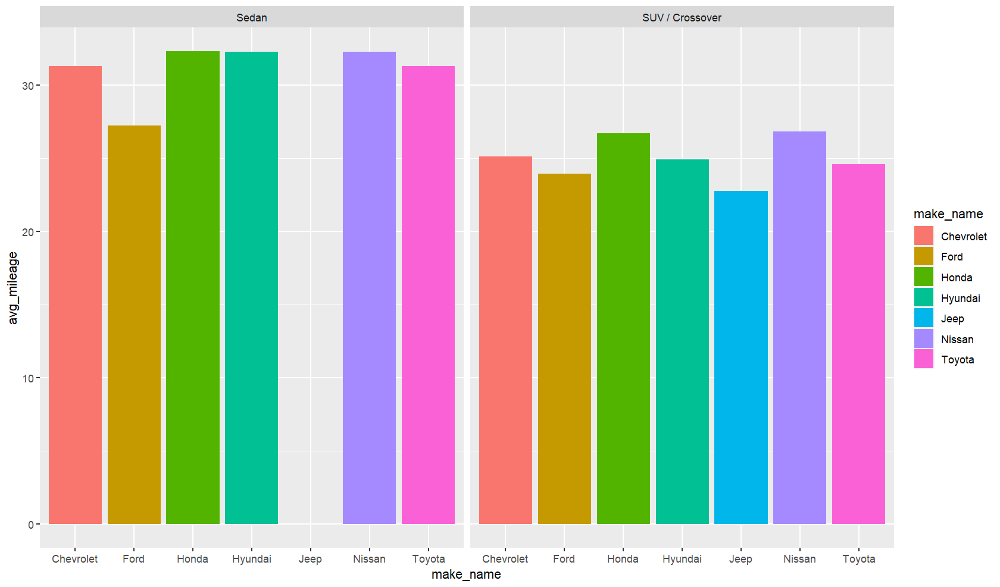 Sedan
SUV / Crossover
avg_mileage
30
20
10
0
Chevrolet Ford Honda Hyundai Jeep Nissan Toyota
Chevrolet Ford Honda Hyundai Jeep Nissan Toyota
make_name
make_name
Chevrolet
Ford
Honda
Hyundai
Jeep
Nissan
Toyota